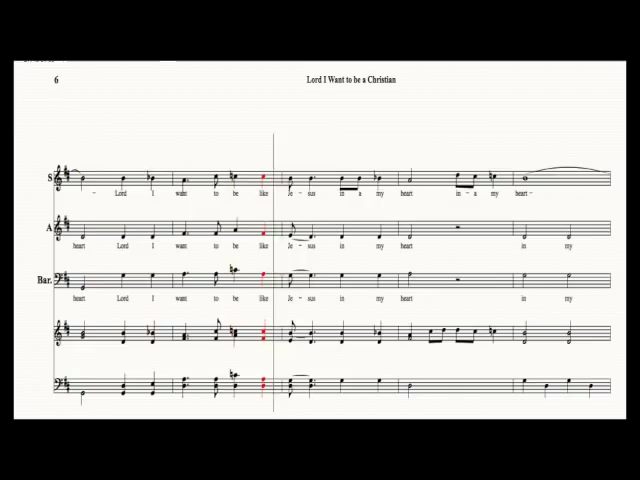 6
Lord I Want to be a Christian
S
- Lord I want to be like Je - sus in a my heart in - a my heart -
A
heart Lord I want to be like Je - sus in my heart in my
Bar.
heart Lord I want to be like Je - sus in my heart in my